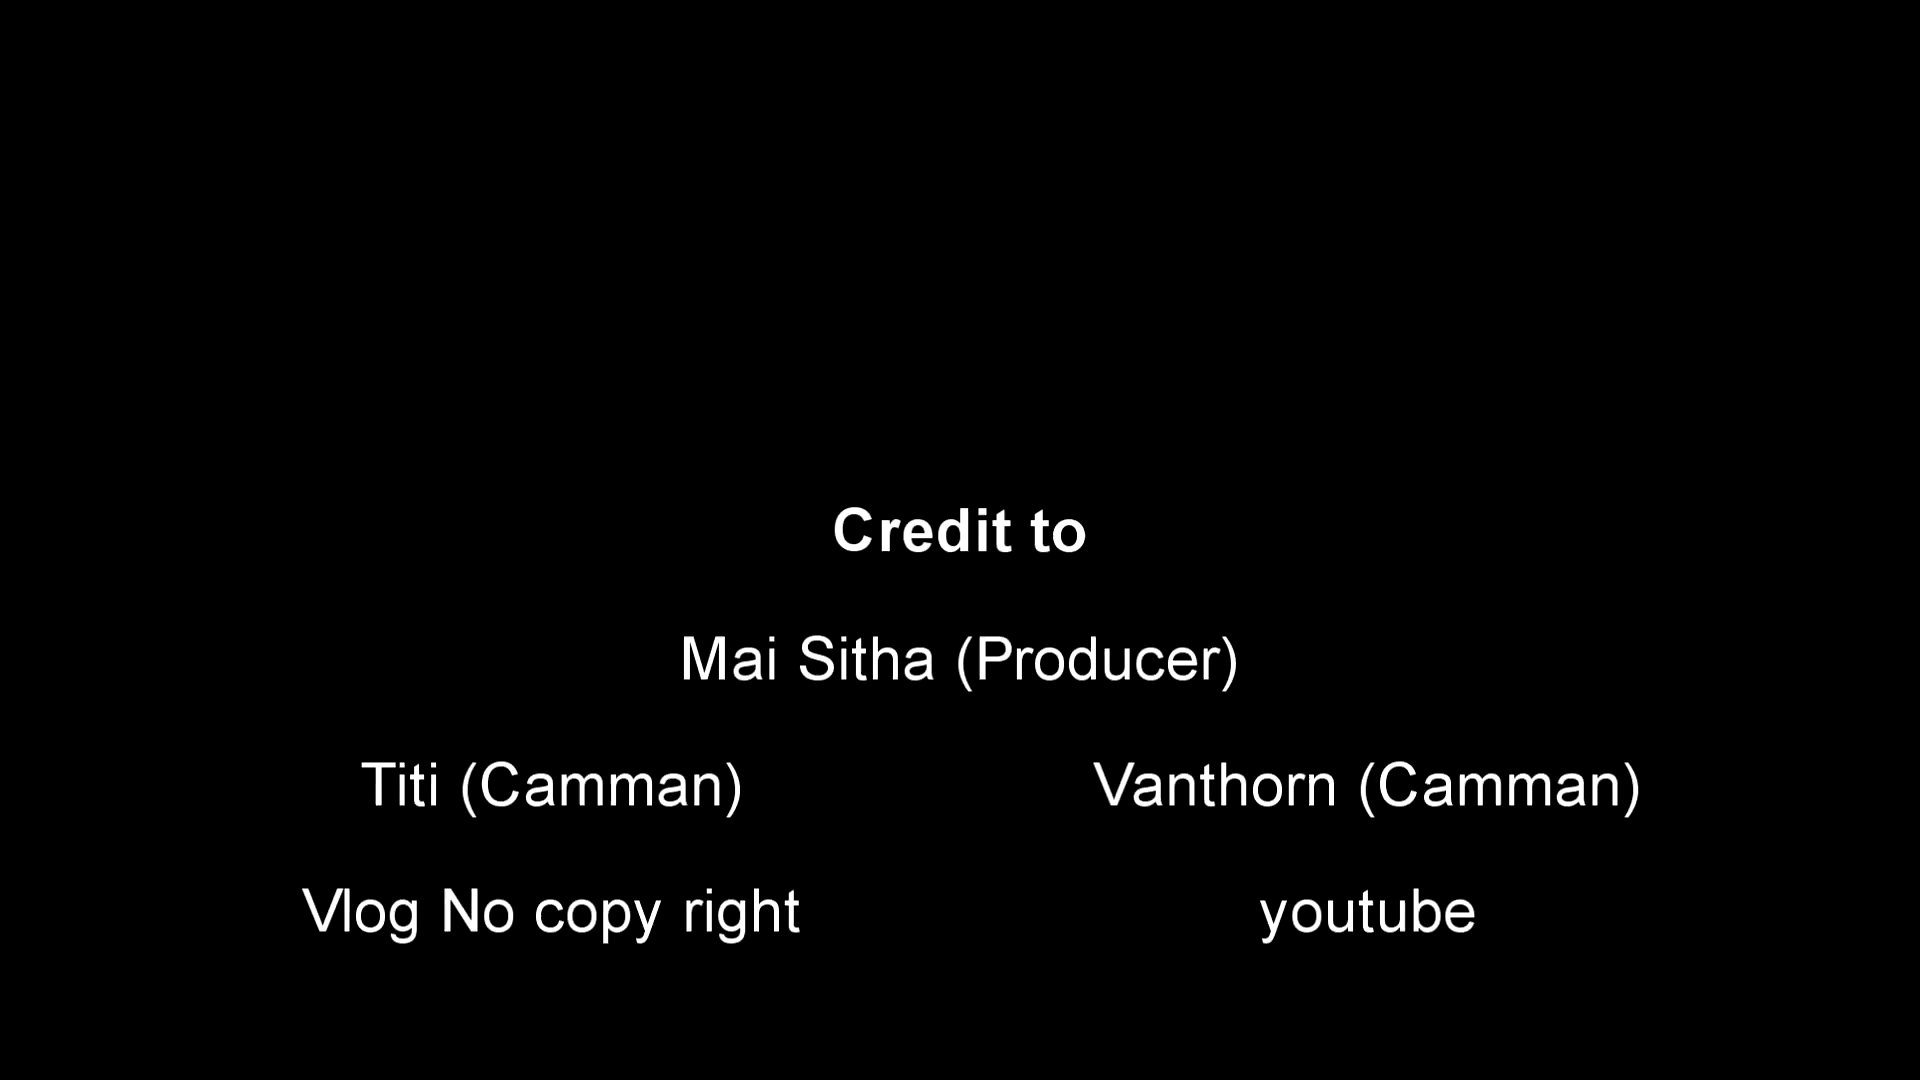 Credit to
Mai Sitha (Producer)
Titi (Camman) Vanthorn (Camman)
Vlog No copy right youtube